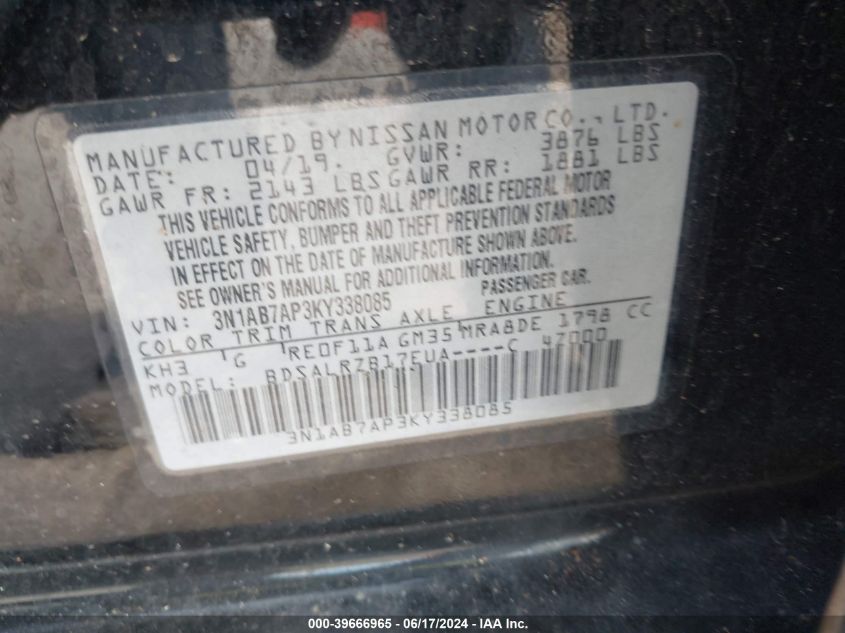 MANUFACTURED BY NISSAN MOTOR CO., LTD.
DATE: 04/19. GVWR: 3876 LBS
GAWR FR: 2143 LBS GAWR RR: 1881 LBS
THIS VEHICLE CONFORMS TO ALL APPLICABLE FEDERAL MOTOR
VEHICLE SAFETY, BUMPER AND THEFT PREVENTION STANDARDS
IN EFFECT ON THE DATE OF MANUFACTURE SHOWN ABOVE.
SEE OWNER'S MANUAL FOR ADDITIONAL INFORMATION.
VIN: 3N1AB7AP3KY338085 PASSENGER CAR.
COLOR TRIM TRANS AXLE ENGINE
KH3 G RE0F11A GM35 MRA8DE 1798 CC
MODEL: BDSALRZB17EUA----C 47000
3N1AB7AP3KY338085
000-39666965 - 06/17/2024 - IAA Inc.